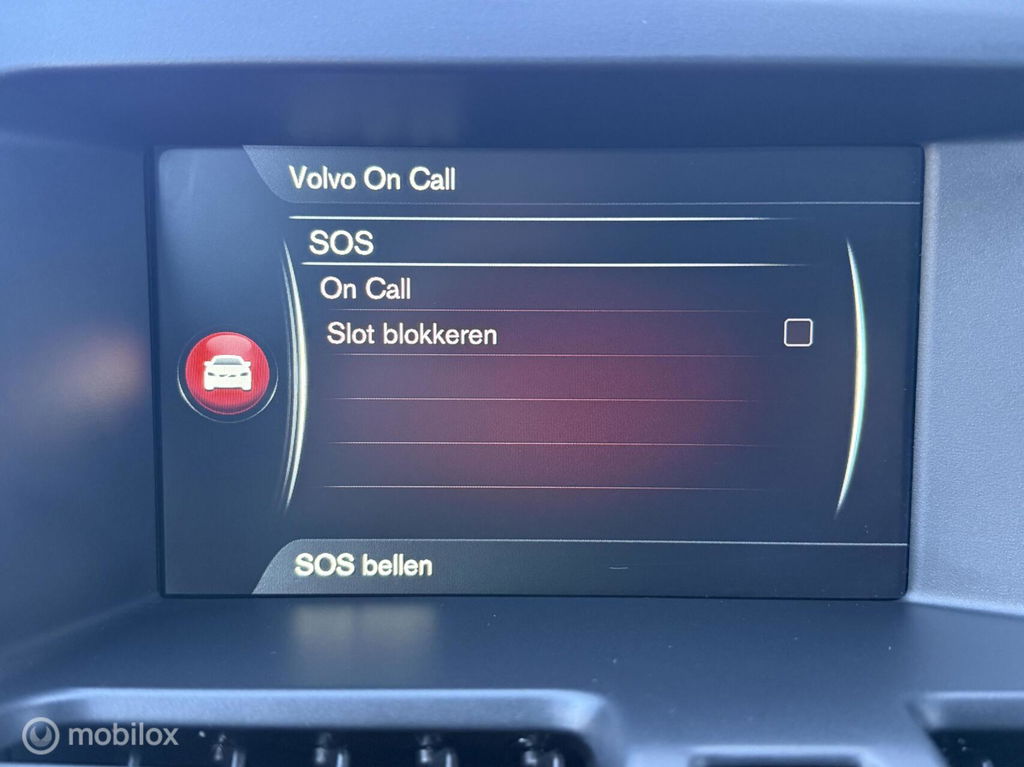 Volvo On Call
SOS
On Call
Slot blokkeren
SOS bellen
mobilox